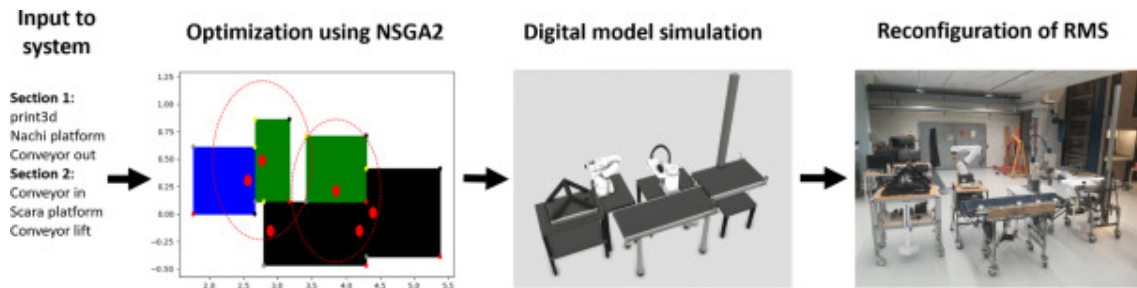 Input to
system
Optimization using NSGA2
Digital model simulation
Reconfiguration of RMS
Section 1:
print3d
Nachi platform
Conveyor out
Section 2:
Conveyor in
Scara platform
Conveyor lift
1.25
1.00
0.75
0.50
0.25
0.00
−0.25
−0.50
2.0
2.5
3.0
3.5
4.0
4.5
5.0
5.5